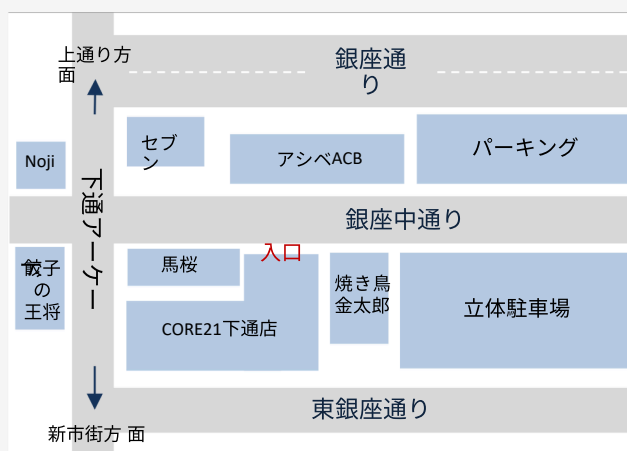 上通り方
面
銀座通
り
セブ
ン
アシベACB
パーキング
Noji
下通アーケー
銀座中通り
入口
餃子
の
王将
馬桜
CORE21下通店
焼き鳥
金太郎
立体駐車場
東銀座通り
新市街方 面